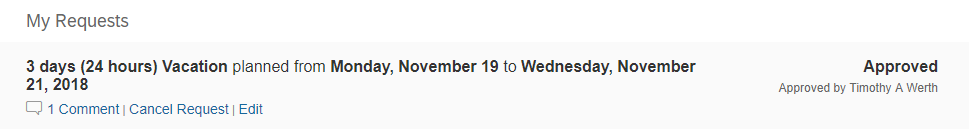 My Requests
3 days (24 hours) Vacation planned from Monday, November 19 to Wednesday, November
21, 2018
Approved
Approved by Timothy A Werth
1 Comment | Cancel Request | Edit